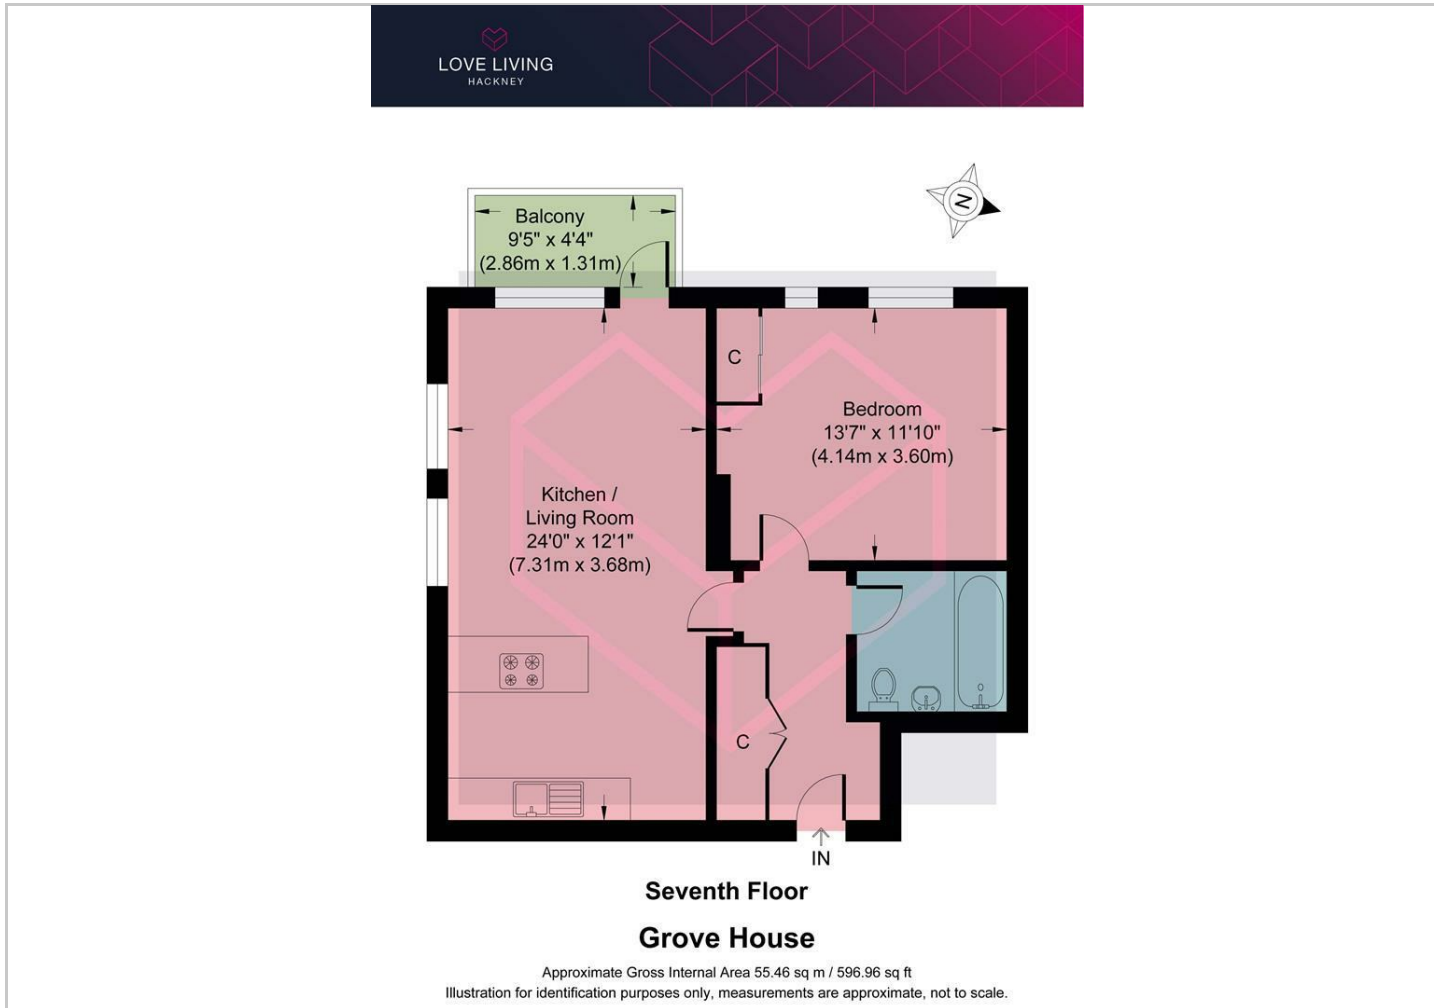 LOVE LIVING
HACKNEY
N
Balcony
9'5" x 4'4"
(2.86m x 1.31m)
C
Bedroom
13'7" x 11'10"
(4.14m x 3.60m)
Kitchen /
Living Room
24'0" x 12'1"
(7.31m x 3.68m)
C
IN
Seventh Floor
Grove House
Approximate Gross Internal Area 55.46 sq m / 596.96 sq ft
Illustration for identification purposes only, measurements are approximate, not to scale.